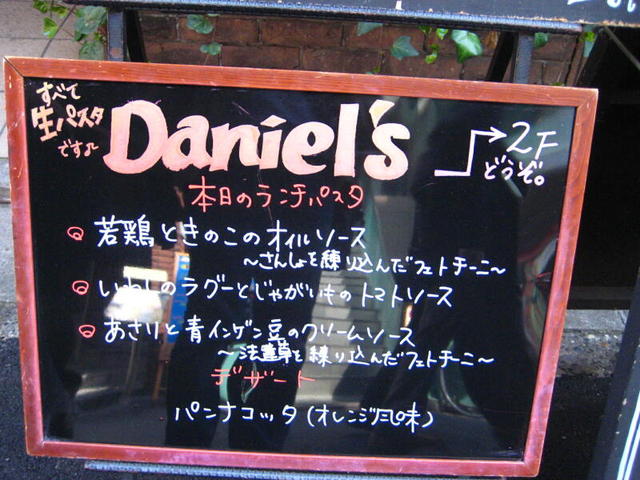 すべて
生パスタ
です♪
Daniel's
2F
どうぞ。
本日のランチパスタ
若鶏ときのこのオイルソース
〜さんしょを練り込んだフェトチーニ〜
いわしのラグーとじゃがいものトマトソース
あさりと青インゲン豆のクリームソース
〜法蓮草を練り込んだフェトチーニ〜
デザート
パンナコッタ(オレンジ風味)